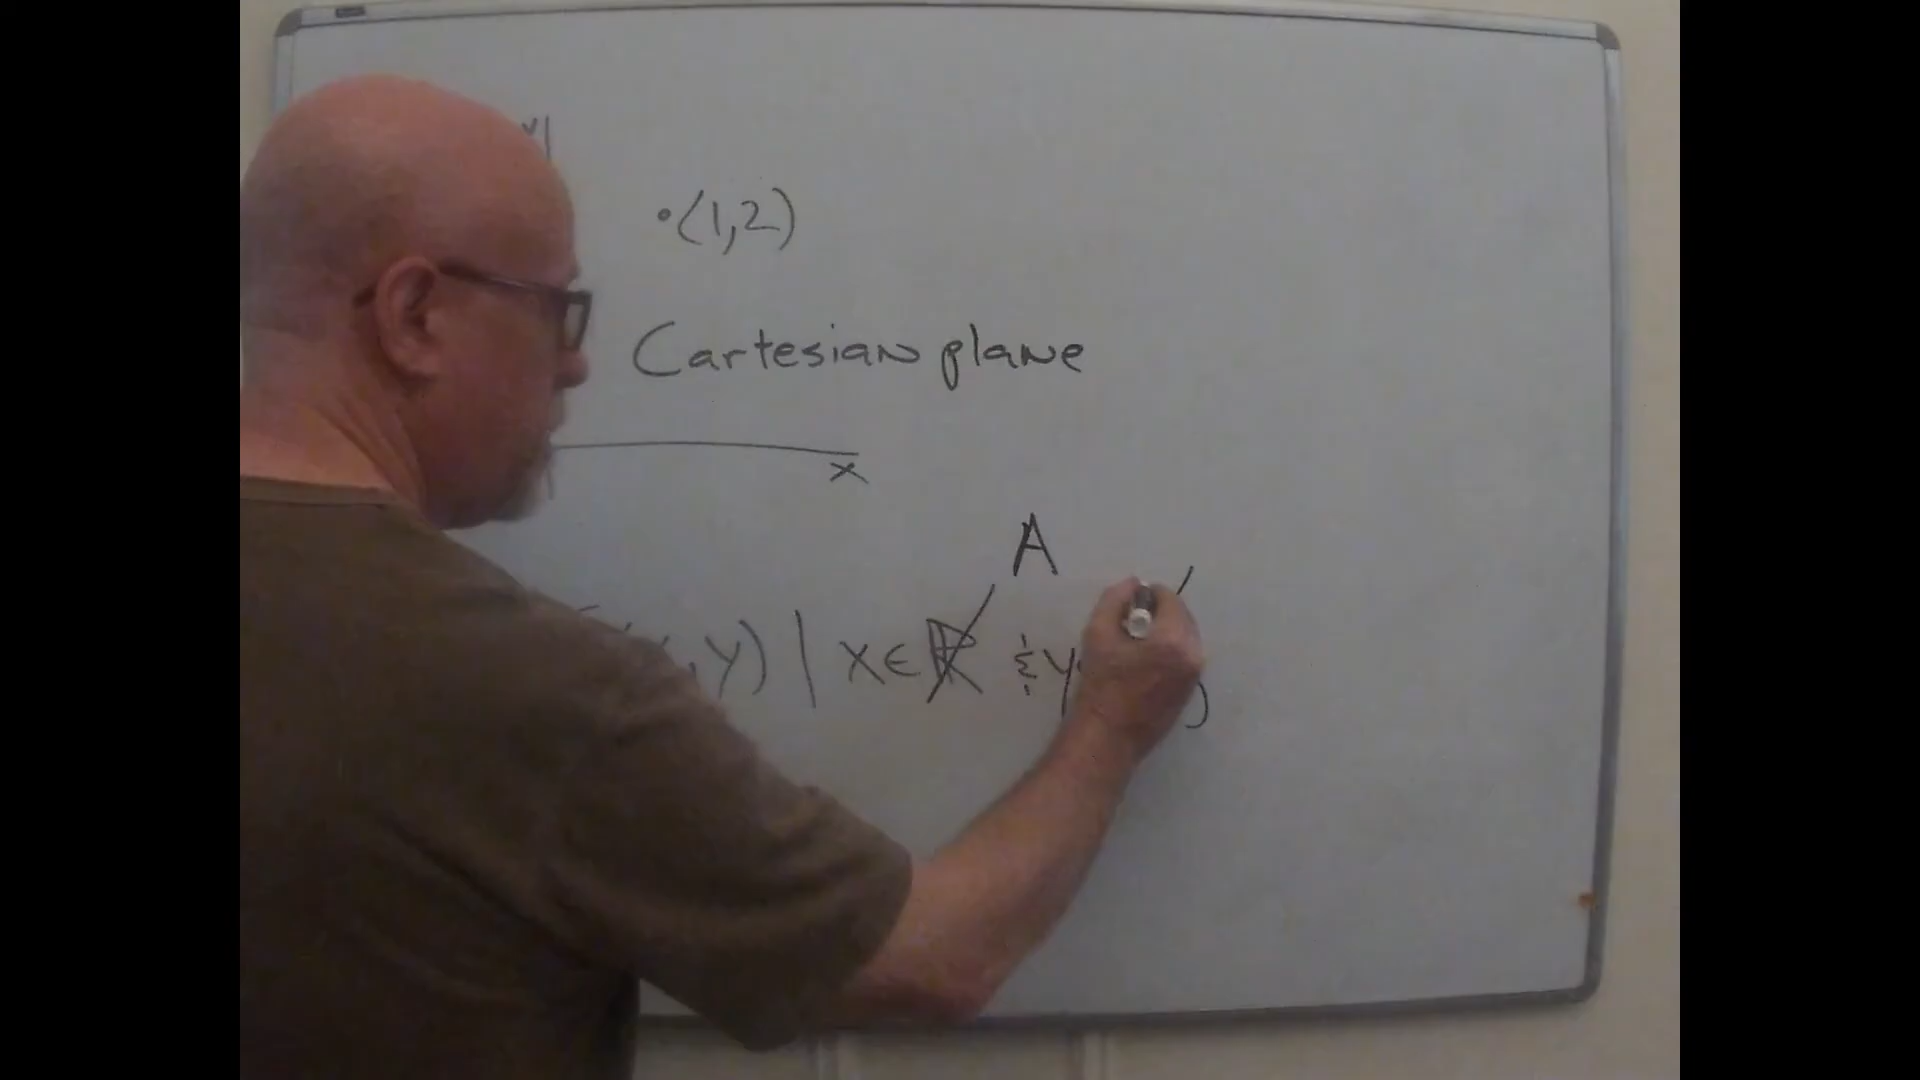 y
(1,2)
Cartesian plane
x
A
,y) | x∈ℝ & y